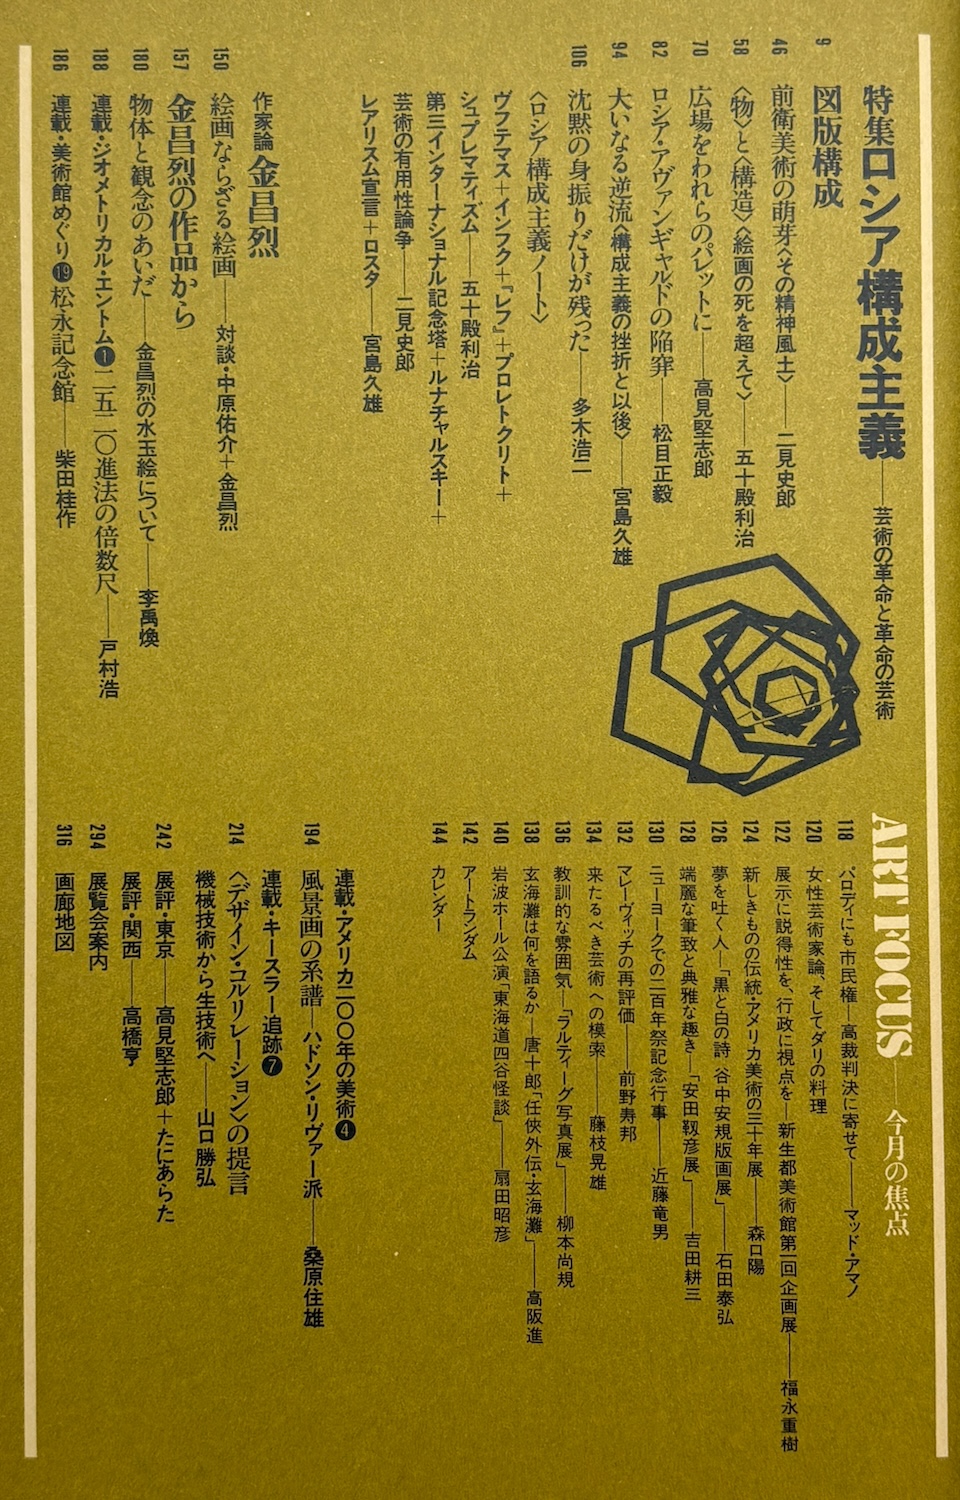 特集ロシア構成主義――芸術の革命と革命の芸術
9 図版構成
46 前衛美術の萌芽〈その精神風土〉――二見史郎
58 〈物〉と〈構造〉〈絵画の死を超えて〉――五十殿利治
70 広場をわれらのパレットに――高見堅志郎
82 ロシア・アヴァンギャルドの陥穽――松目正毅
94 大いなる逆流〈構成主義の挫折と以後〉――宮島久雄
106 沈黙の身振りだけが残った――多木浩二
〈ロシア構成主義ノート〉
ヴフテマス+インフク+『レフ』+プロレトクリト+
シュプレマティズム――五十殿利治
第三インターナショナル記念塔+ルナチャルスキー+
芸術の有用性論争――二見史郎
レアリスム宣言+ロスタ――宮島久雄
作家論 金昌烈
150 絵画ならざる絵画――対談・中原佑介+金昌烈
157 金昌烈の作品から
180 物体と観念のあいだ――金昌烈の水玉絵について――李禹煥
188 連載・ジオメトリカル・エントム❶二五二〇進法の倍数尺――戸村浩
186 連載・美術館めぐり⓳松永記念館――柴田桂作
ART FOCUS――今月の焦点
118 パロディにも市民権―高裁判決に寄せて――マッド・アマノ
120 女性芸術家論、そしてダリの料理
122 展示に説得性を、行政に視点を―新生都美術館第一回企画展――福永重樹
124 新しきものの伝統・アメリカ美術の三十年展――森口陽
126 夢を吐く人―「黒と白の詩 谷中安規版画展」――石田泰弘
128 端麗な筆致と典雅な趣き―「安田靫彦展」――吉田耕三
130 ニューヨークでの二百年祭記念行事――近藤竜男
132 マレーヴィッチの再評価――前野寿邦
134 来たるべき芸術への模索――藤枝晃雄
136 教訓的な雰囲気―「ラルティーグ写真展」――柳本尚規
138 玄海灘は何を語るか―唐十郎「任侠外伝・玄海灘」――高阪進
140 岩波ホール公演「東海道四谷怪談」――扇田昭彦
142 アートランダム
144 カレンダー
連載・アメリカ二〇〇年の美術❹
194 風景画の系譜―ハドソン・リヴァー派――桑原住雄
連載・キースラー追跡❼
214 〈デザイン・コルリレーション〉の提言
機械技術から生技術へ――山口勝弘
242 展評・東京――高見堅志郎+たにあらた
展評・関西――高橋亨
294 展覧会案内
316 画廊地図